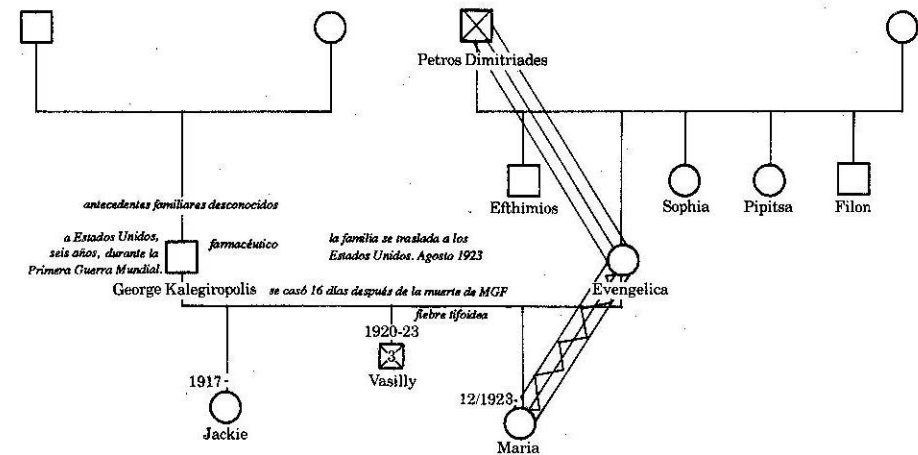 Petros Dimitriades
Efthimios
Sophia
Pipitsa
Filon
antecedentes familiares desconocidos
a Estados Unidos,
seis años, durante la
Primera Guerra Mundial.
farmacéutico
la familia se traslada a los
Estados Unidos. Agosto 1923
George Kalegiropolis
Evengelica
se casó 16 días después de la muerte de MGF
fiebre tifoidea
1920-23
3
Vasilly
1917-
Jackie
12/1923-
Maria